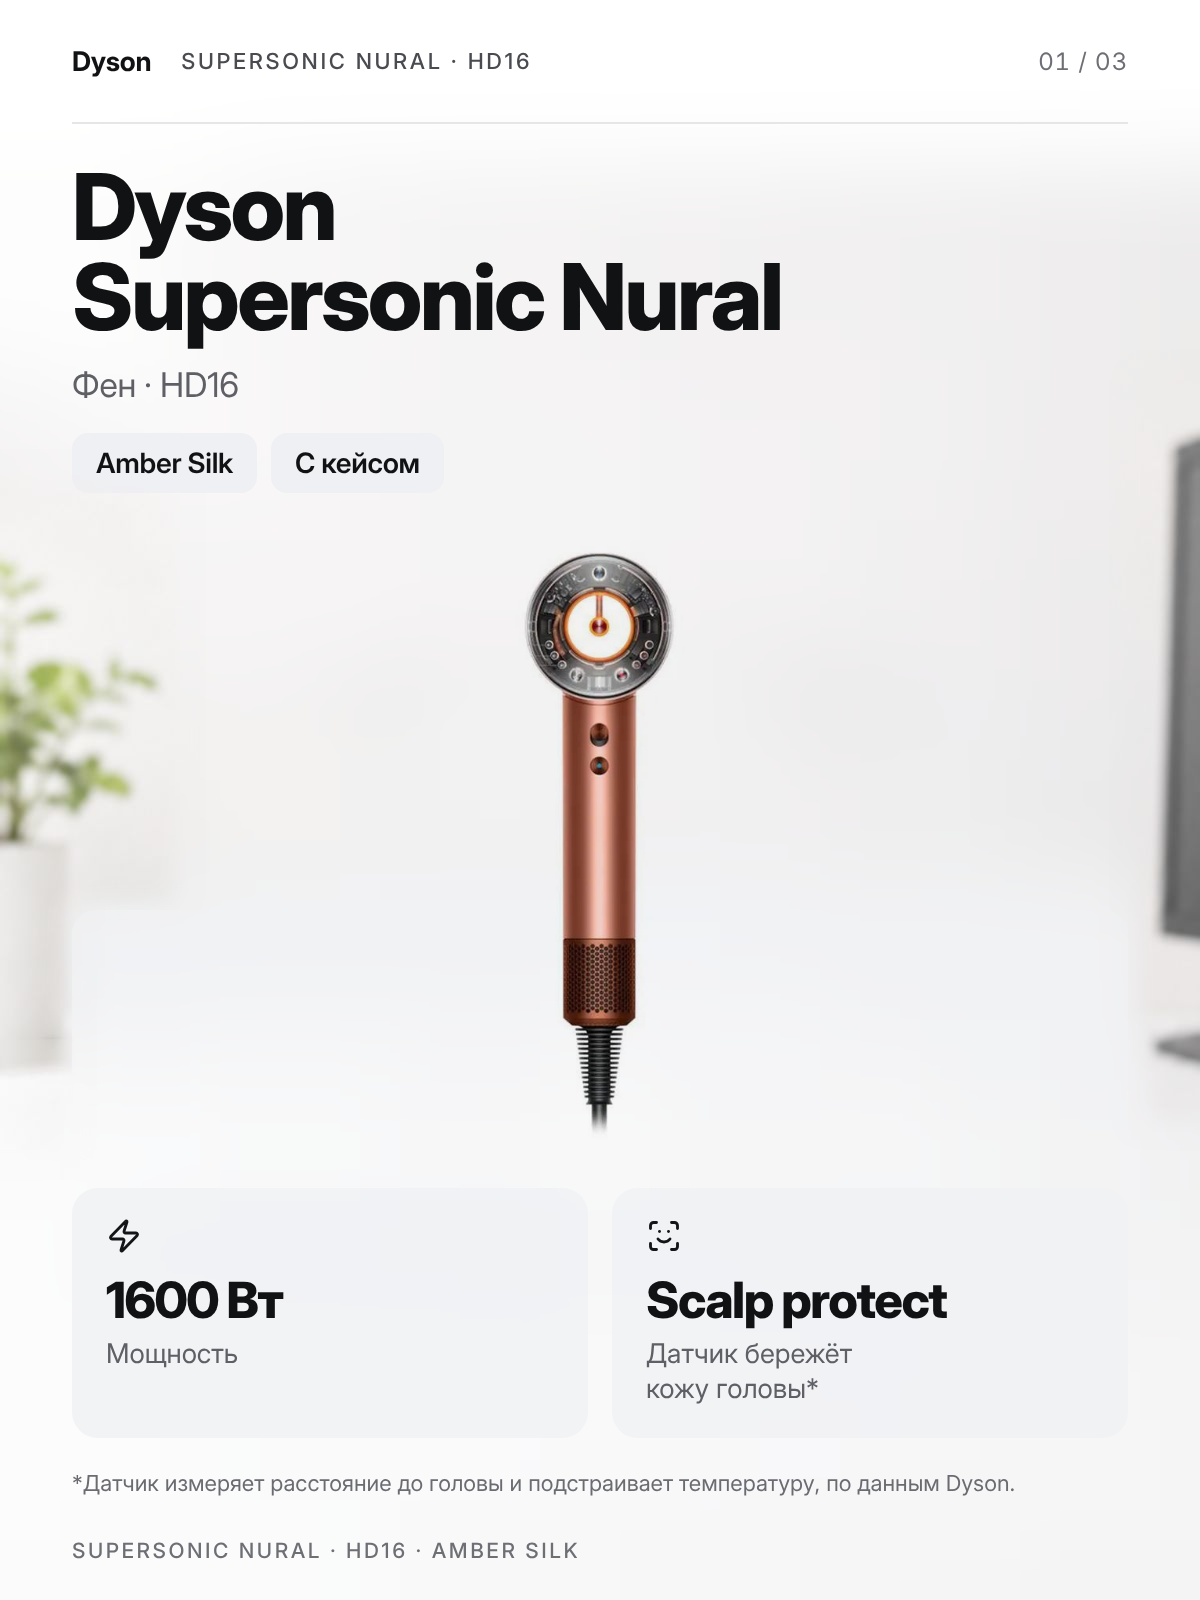 Dyson SUPERSONIC NURAL · HD16 01 / 03
Dyson
Supersonic Nural
Фен · HD16
Amber Silk С кейсом
1600 Вт
Мощность
Scalp protect
Датчик бережёт
кожу головы*
*Датчик измеряет расстояние до головы и подстраивает температуру, по данным Dyson.
SUPERSONIC NURAL · HD16 · AMBER SILK